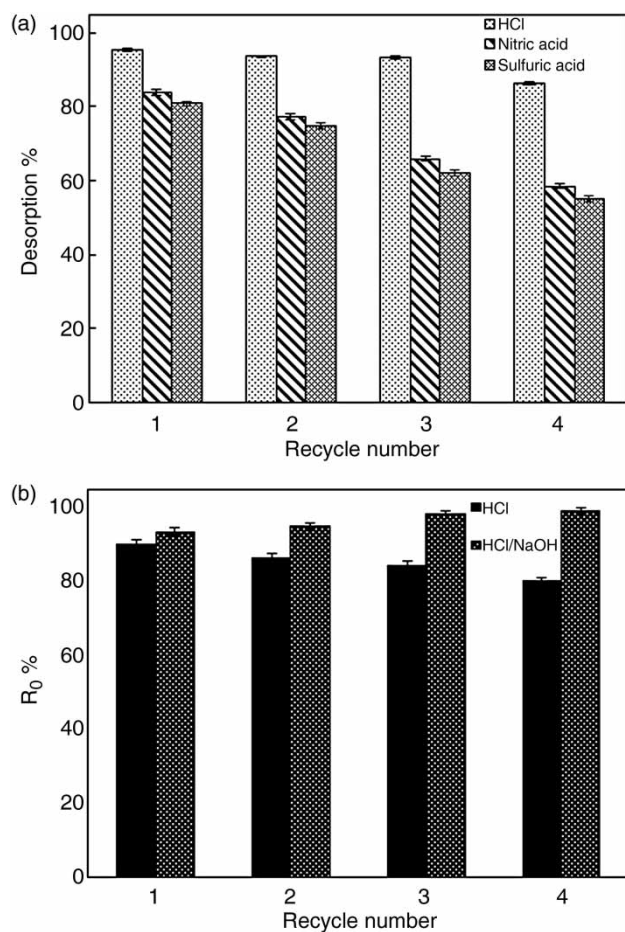 (a)
100
80
60
40
20
0
Desorption %
HCl
Nitric acid
Sulfuric acid
1 2 3 4
Recycle number
(b)
100
80
60
40
20
0
R₀ %
HCl
HCl/NaOH
1 2 3 4
Recycle number